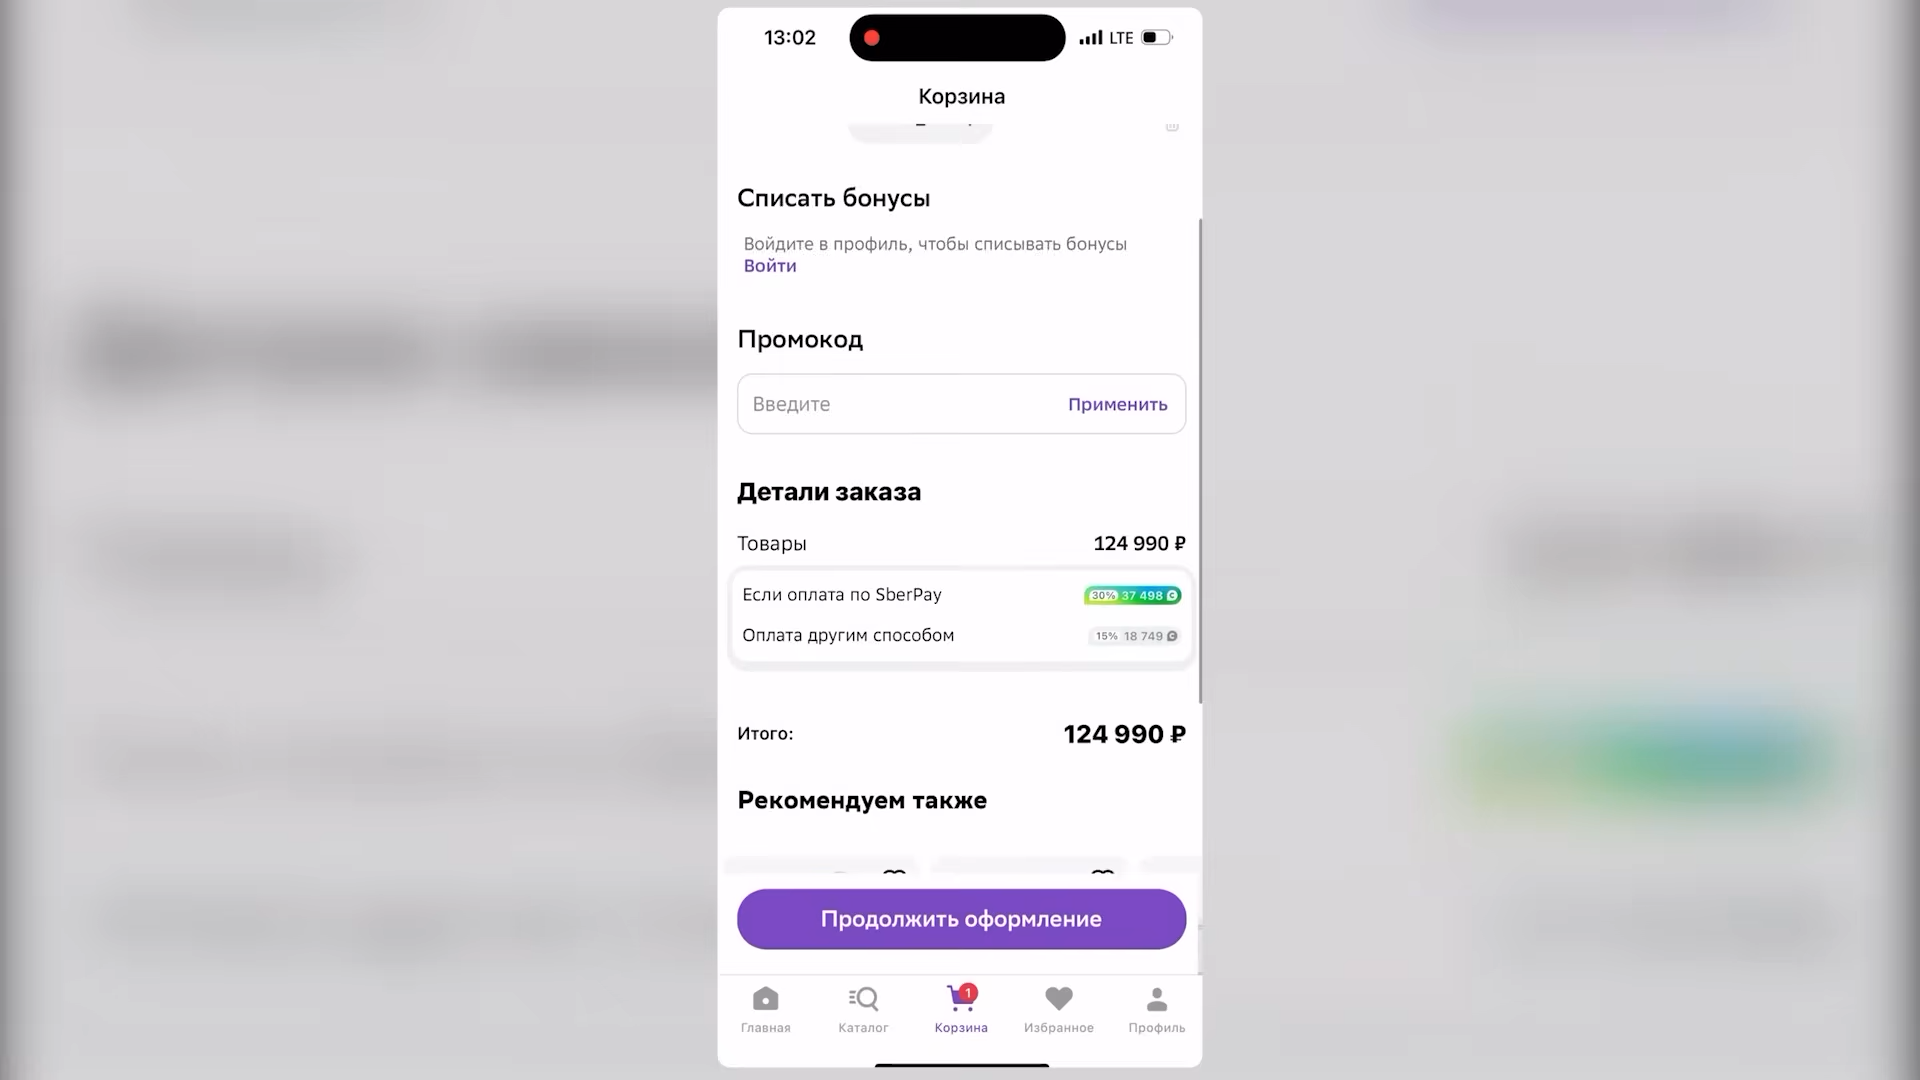 13:02
LTE
Корзина
Списать бонусы
Войдите в профиль, чтобы списывать бонусы
Войти
Промокод
Введите
Применить
Детали заказа
Товары 124 990 ₽
Если оплата по SberPay 30% 37 498
Оплата другим способом 15% 18 749
Итого: 124 990 ₽
Рекомендуем также
Продолжить оформление
1
Главная Каталог Корзина Избранное Профиль